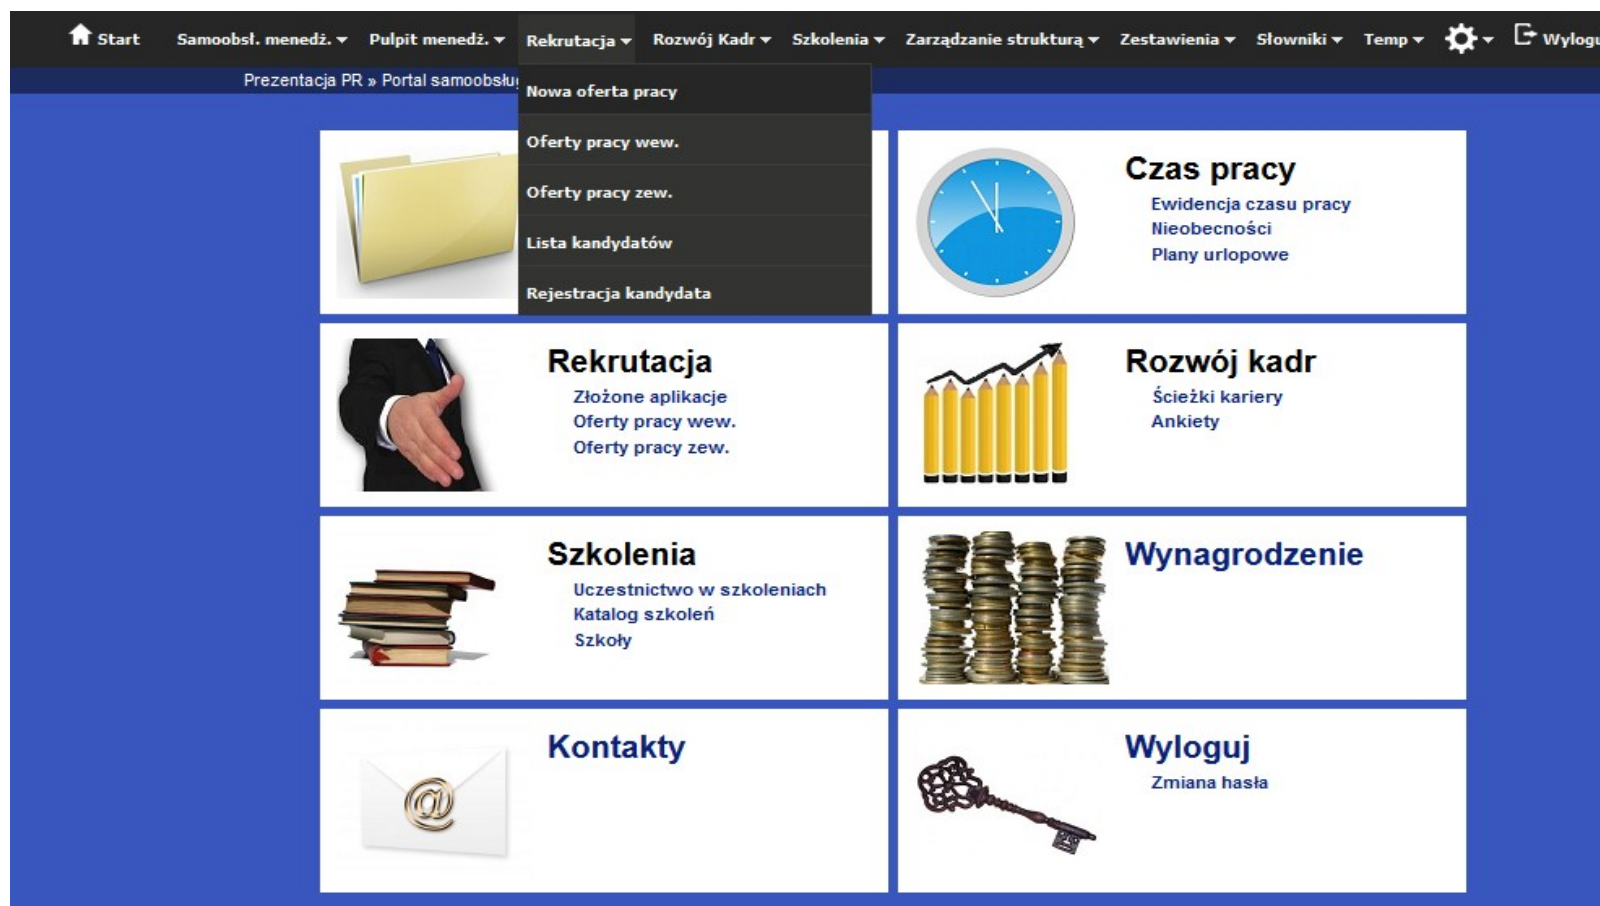 Start Samoobsł. menedż. Pulpit menedż. Rekrutacja Rozwój Kadr Szkolenia Zarządzanie strukturą Zestawienia Słowniki Temp
Prezentacja PR » Portal
Nowa oferta pracy
Oferty pracy wew.
Oferty pracy zew.
Lista kandydatów
Rejestracja kandydata
Czas pracy
Ewidencja czasu pracy
Nieobecności
Plany urlopowe
Rekrutacja
Złożone aplikacje
Oferty pracy wew.
Oferty pracy zew.
Rozwój kadr
Ścieżki kariery
Ankiety
Szkolenia
Uczestnictwo w szkoleniach
Katalog szkoleń
Szkoły
Wynagrodzenie
Kontakty
@
Wyloguj
Zmiana hasła